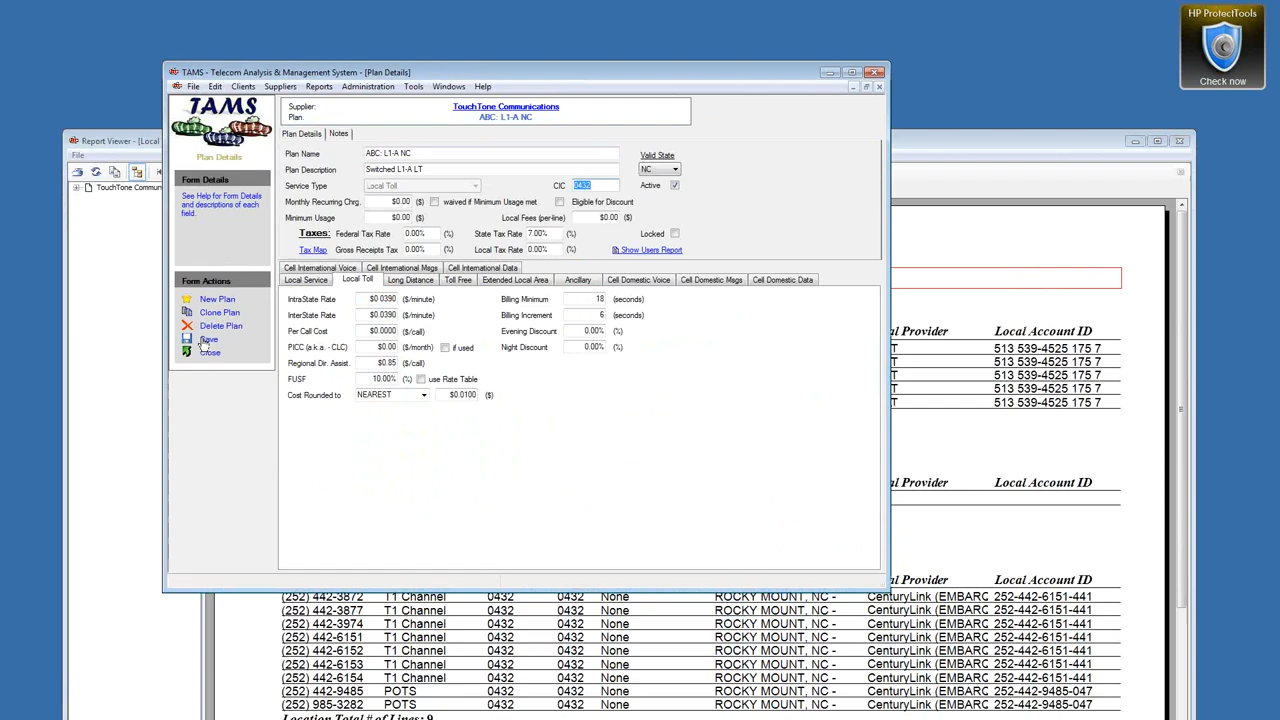 HP ProtectTools
Check now
TAMS - Telecom Analysis & Management System - [Plan Details]
File Edit Clients Suppliers Reports Administration Tools Windows Help
TAMS
Plan Details
Form Details
See Help for Form Details
and descriptions of each
field.
Form Actions
New Plan
Clone Plan
Delete Plan
Save
Close
Supplier: TouchTone Communications
Plan. ABC: L1-A NC
Plan Details Notes
Plan Name ABC: L1-A NC Valid State
Plan Description Switched L1-A LT NC
Service Type Local Toll CIC 0432 Active
Monthly Recurring Chrg. $0.00 ($) waived if Minimum Usage met Eligible for Discount
Minimum Usage $0.00 ($) Local Fees (per-line) $0.00 ($)
Taxes: Federal Tax Rate 0.00% (%) State Tax Rate 7.00% (%) Locked
Tax Map Gross Receipts Tax 0.00% (%) Local Tax Rate 0.00% (%) Show Users Report
Cell International Voice Cell International Msgs Cell International Data
Local Service Local Toll Long Distance Toll Free Extended Local Area Ancillary Cell Domestic Voice Cell Domestic Msgs Cell Domestic Data
IntraState Rate $0.0390 ($/minute) Billing Minimum 18 (seconds)
InterState Rate $0.0390 ($/minute) Billing Increment 6 (seconds)
Per Call Cost $0.0000 ($/call) Evening Discount 0.00% (%)
PICC (a.k.a. - CLC) $0.00 ($/month) if used Night Discount 0.00% (%)
Regional Dir. Assist. $0.85 ($/call)
FUSF 10.00% (%) use Rate Table
Cost Rounded to NEAREST $0.0100 ($)
Report Viewer - [Local
File
TouchTone Commun
Local Account ID
T 513 539-4525 175 7
T 513 539-4525 175 7
T 513 539-4525 175 7
T 513 539-4525 175 7
T 513 539-4525 175 7
al Provider Local Account ID
al Provider Local Account ID
(252) 442-3872 T1 Channel 0432 0432 None ROCKY MOUNT, NC - CenturyLink (EMBARC 252-442-6151-441
(252) 442-3877 T1 Channel 0432 0432 None ROCKY MOUNT, NC - CenturyLink (EMBARC 252-442-6151-441
(252) 442-3974 T1 Channel 0432 0432 None ROCKY MOUNT, NC - CenturyLink (EMBARC 252-442-6151-441
(252) 442-6151 T1 Channel 0432 0432 None ROCKY MOUNT, NC - CenturyLink (EMBARC 252-442-6151-441
(252) 442-6152 T1 Channel 0432 0432 None ROCKY MOUNT, NC - CenturyLink (EMBARC 252-442-6151-441
(252) 442-6153 T1 Channel 0432 0432 None ROCKY MOUNT, NC - CenturyLink (EMBARC 252-442-6151-441
(252) 442-6154 T1 Channel 0432 0432 None ROCKY MOUNT, NC - CenturyLink (EMBARC 252-442-6151-441
(252) 442-9485 POTS 0432 0432 None ROCKY MOUNT, NC - CenturyLink (EMBARC 252-442-9485-047
(252) 985-3282 POTS 0432 0432 None ROCKY MOUNT, NC - CenturyLink (EMBARC 252-442-9485-047
Location Total # of Lines: 9